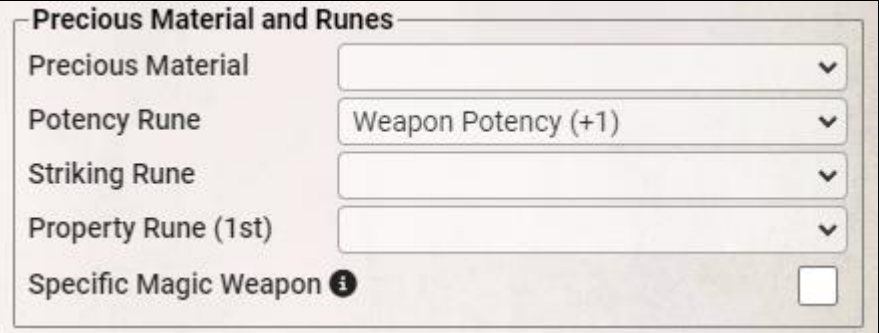 Precious Material and Runes
Precious Material
Potency Rune Weapon Potency (+1)
Striking Rune
Property Rune (1st)
Specific Magic Weapon